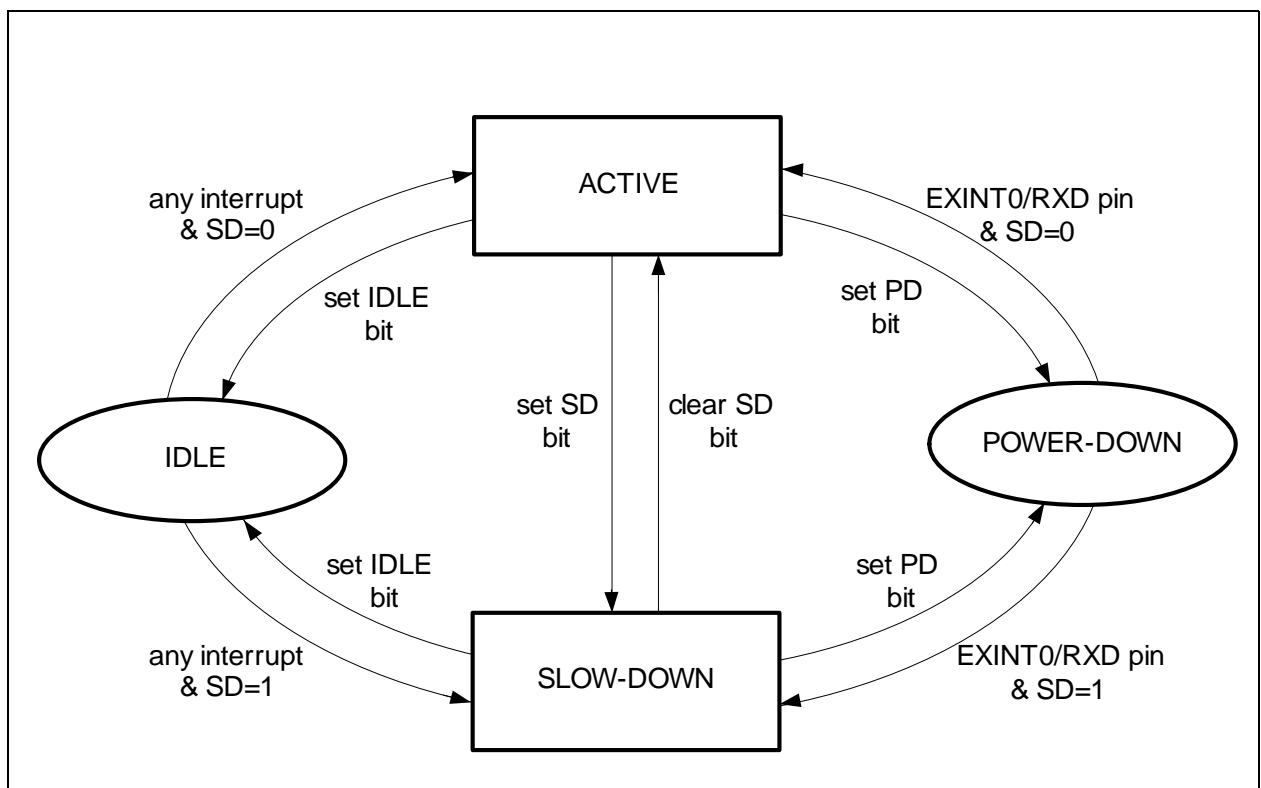 ACTIVE
any interrupt
& SD=0
EXINT0/RXD pin
& SD=0
set IDLE
bit
set PD
bit
set SD
bit
clear SD
bit
IDLE
POWER-DOWN
set IDLE
bit
set PD
bit
any interrupt
& SD=1
SLOW-DOWN
EXINT0/RXD pin
& SD=1